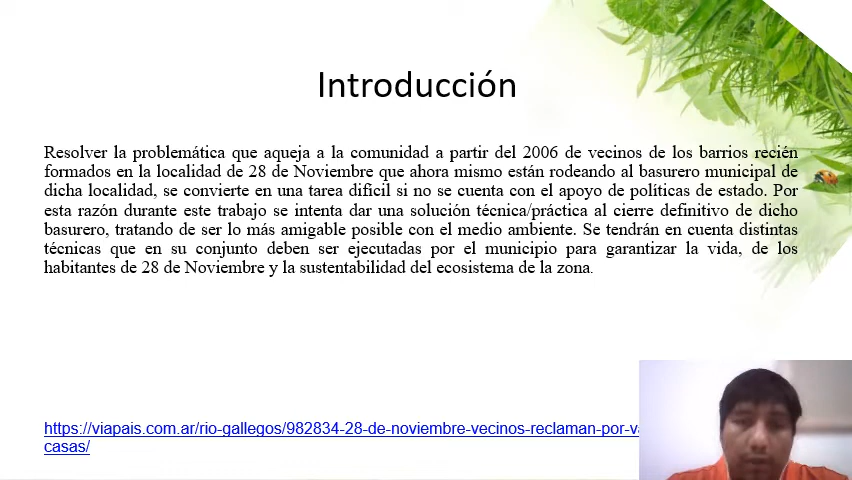 Introducción
Resolver la problemática que aqueja a la comunidad a partir del 2006 de vecinos de los barrios recién
formados en la localidad de 28 de Noviembre que ahora mismo están rodeando al basurero municipal de
dicha localidad, se convierte en una tarea difícil si no se cuenta con el apoyo de políticas de estado. Por
esta razón durante este trabajo se intenta dar una solución técnica/práctica al cierre definitivo de dicho
basurero, tratando de ser lo más amigable posible con el medio ambiente. Se tendrán en cuenta distintas
técnicas que en su conjunto deben ser ejecutadas por el municipio para garantizar la vida, de los
habitantes de 28 de Noviembre y la sustentabilidad del ecosistema de la zona.
https://viapais.com.ar/rio-gallegos/982834-28-de-noviembre-vecinos-reclaman-por-va
casas/